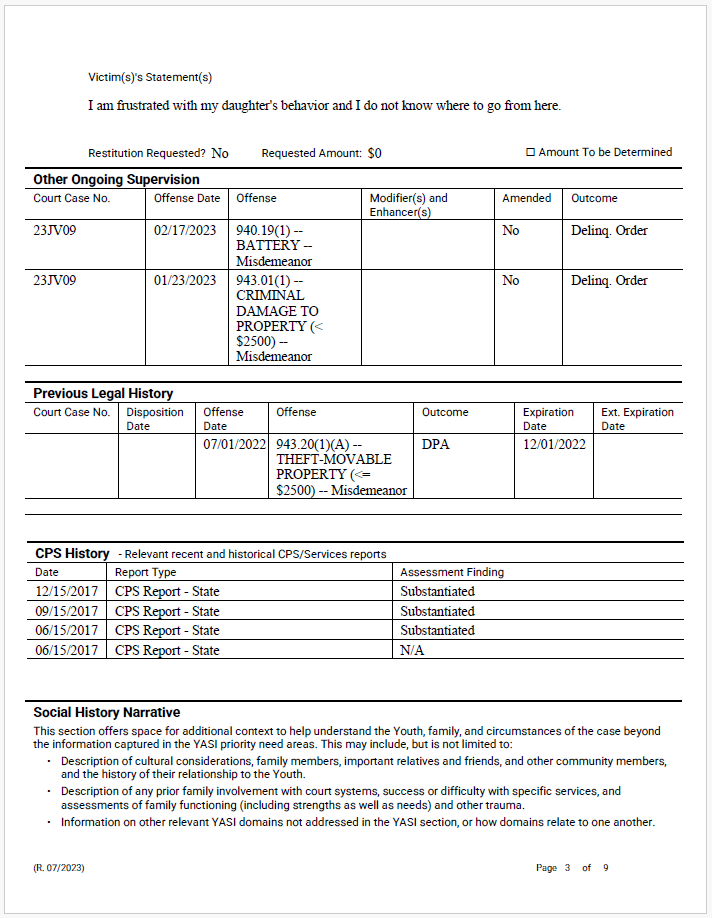 Victim(s)'s Statement(s)
I am frustrated with my daughter's behavior and I do not know where to go from here.
Restitution Requested? No Requested Amount: $0 ☐ Amount To be Determined
Other Ongoing Supervision
Court Case No. Offense Date Offense Modifier(s) and Enhancer(s) Amended Outcome
23JV09 02/17/2023 940.19(1) -- No Delinq. Order
BATTERY --
Misdemeanor
23JV09 01/23/2023 943.01(1) -- No Delinq. Order
CRIMINAL
DAMAGE TO
PROPERTY (<
$2500) --
Misdemeanor
Previous Legal History
Court Case No. Disposition Date Offense Date Offense Outcome Expiration Date Ext. Expiration Date
07/01/2022 943.20(1)(A) -- DPA 12/01/2022
THEFT-MOVABLE
PROPERTY (<=
$2500) -- Misdemeanor
CPS History - Relevant recent and historical CPS/Services reports
Date Report Type Assessment Finding
12/15/2017 CPS Report - State Substantiated
09/15/2017 CPS Report - State Substantiated
06/15/2017 CPS Report - State Substantiated
06/15/2017 CPS Report - State N/A
Social History Narrative
This section offers space for additional context to help understand the Youth, family, and circumstances of the case beyond
the information captured in the YASI priority need areas. This may include, but is not limited to:
• Description of cultural considerations, family members, important relatives and friends, and other community members,
and the history of their relationship to the Youth.
• Description of any prior family involvement with court systems, success or difficulty with specific services, and
assessments of family functioning (including strengths as well as needs) and other trauma.
• Information on other relevant YASI domains not addressed in the YASI section, or how domains relate to one another.
(R. 07/2023) Page 3 of 9